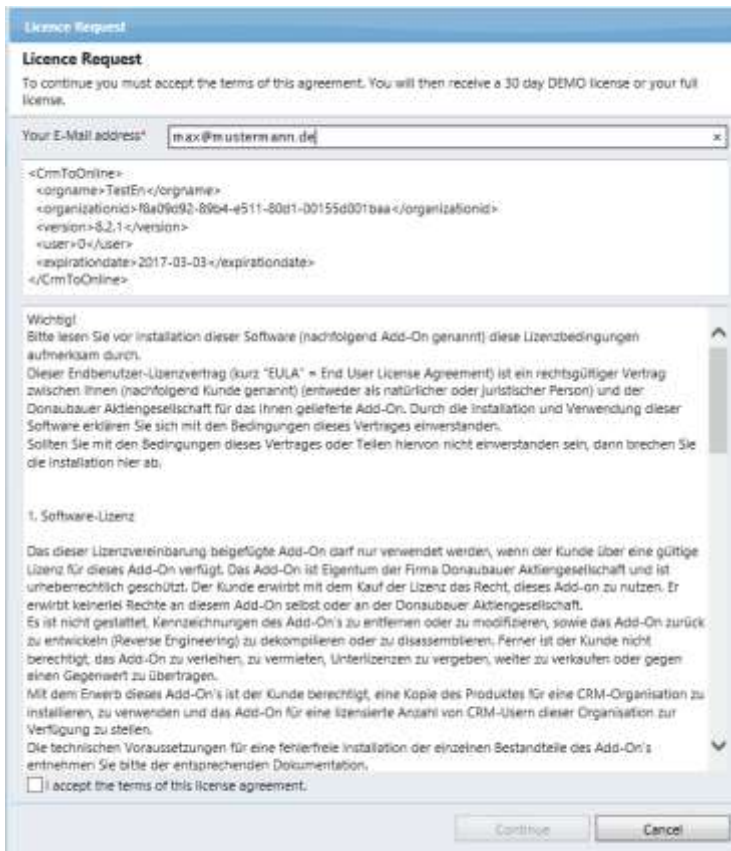 Licence Request
Licence Request
To continue you must accept the terms of this agreement. You will then receive a 30 day DEMO license or your full
license.
Your E-Mail address* max@mustermann.de ×
<CrmToOnline>
<orgname>TestEn</orgname>
<organizationid>f8a09d92-89b4-e511-80d1-00155d001baa</organizationid>
<version>8.2.1</version>
<user>0</user>
<expirationdate>2017-03-03</expirationdate>
</CrmToOnline>
Wichtig!
Bitte lesen Sie vor Installation dieser Software (nachfolgend Add-On genannt) diese Lizenzbedingungen
aufmerksam durch.
Dieser Endbenutzer-Lizenzvertrag (kurz "EULA" = End User License Agreement) ist ein rechtsgültiger Vertrag
zwischen Ihnen (nachfolgend Kunde genannt) (entweder als natürlicher oder juristischer Person) und der
Donaubauer Aktiengesellschaft für das Ihnen gelieferte Add-On. Durch die Installation und Verwendung dieser
Software erklären Sie sich mit den Bedingungen dieses Vertrages einverstanden.
Sollten Sie mit den Bedingungen dieses Vertrages oder Teilen hiervon nicht einverstanden sein, dann brechen Sie
die Installation hier ab.
1. Software-Lizenz
Das dieser Lizenzvereinbarung beigefügte Add-On darf nur verwendet werden, wenn der Kunde über eine gültige
Lizenz für dieses Add-On verfügt. Das Add-On ist Eigentum der Firma Donaubauer Aktiengesellschaft und ist
urheberrechtlich geschützt. Der Kunde erwirbt mit dem Kauf der Lizenz das Recht, dieses Add-on zu nutzen. Er
erwirbt keinerlei Rechte an diesem Add-On selbst oder an der Donaubauer Aktiengesellschaft.
Es ist nicht gestattet, Kennzeichnungen des Add-On's zu entfernen oder zu modifizieren, sowie das Add-On zurück
zu entwickeln (Reverse Engineering) zu dekompilieren oder zu disassemblieren. Ferner ist der Kunde nicht
berechtigt, das Add-On zu verleihen, zu vermieten, Unterlizenzen zu vergeben, weiter zu verkaufen oder gegen
einen Gegenwert zu übertragen.
Mit dem Erwerb dieses Add-On's ist der Kunde berechtigt, eine Kopie des Produktes für eine CRM-Organisation zu
installieren, zu verwenden und das Add-On für eine lizensierte Anzahl von CRM-Usern dieser Organisation zur
Verfügung zu stellen.
Die technischen Voraussetzungen für eine fehlerfreie Installation der einzelnen Bestandteile des Add-On's
entnehmen Sie bitte der entsprechenden Dokumentation.
I accept the terms of this license agreement.
Continue Cancel